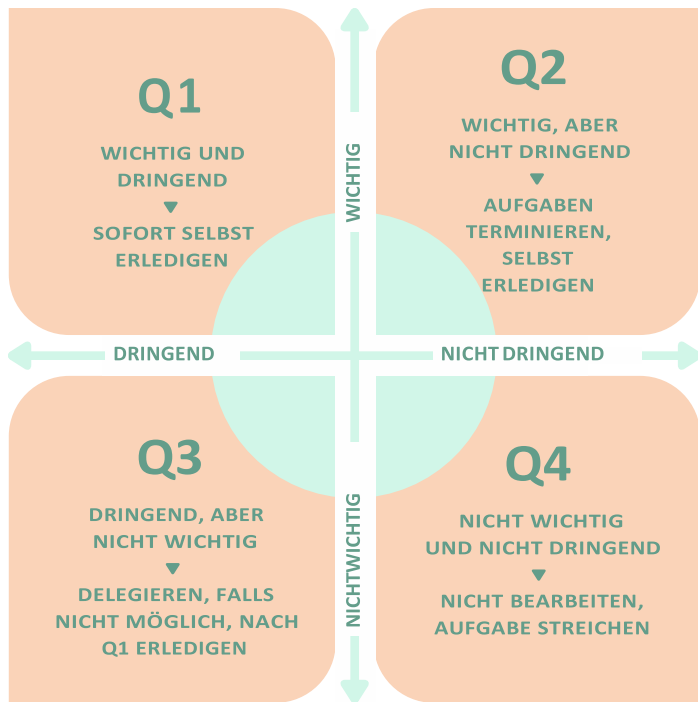 Q1
WICHTIG UND
DRINGEND
SOFORT SELBST
ERLEDIGEN
WICHTIG
Q2
WICHTIG, ABER
NICHT DRINGEND
AUFGABEN
TERMINIEREN,
SELBST
ERLEDIGEN
DRINGEND
NICHT DRINGEND
Q3
DRINGEND, ABER
NICHT WICHTIG
DELEGIEREN, FALLS
NICHT MÖGLICH, NACH
Q1 ERLEDIGEN
NICHTWICHTIG
Q4
NICHT WICHTIG
UND NICHT DRINGEND
NICHT BEARBEITEN,
AUFGABE STREICHEN